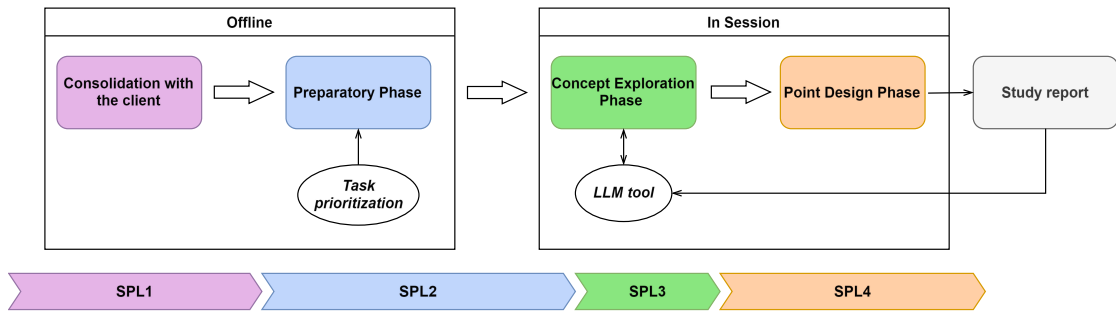 Offline
In Session
Consolidation with
the client
Preparatory Phase
Concept Exploration
Phase
Point Design Phase
Study report
Task
prioritization
LLM tool
SPL1
SPL2
SPL3
SPL4